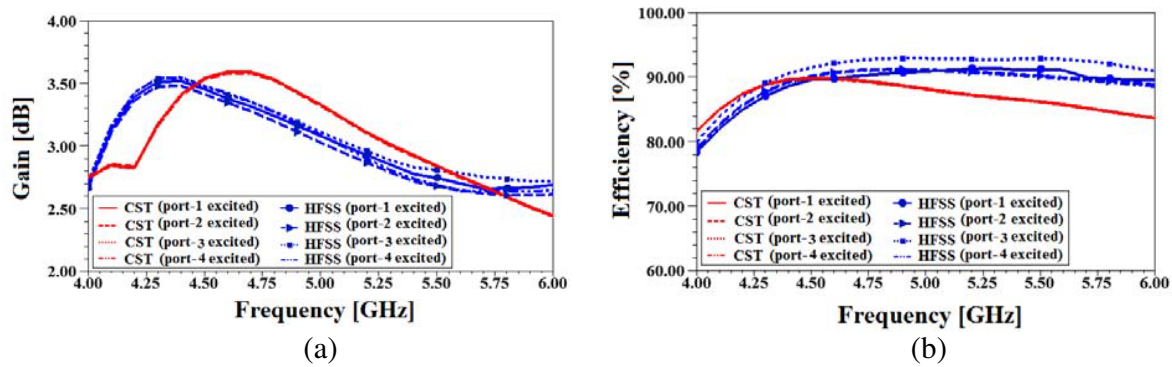 (a)
4.00
3.50
3.00
2.50
2.00
Gain [dB]
CST (port-1 excited)
CST (port-2 excited)
CST (port-3 excited)
CST (port-4 excited)
HFSS (port-1 excited)
HFSS (port-2 excited)
HFSS (port-3 excited)
HFSS (port-4 excited)
4.00 4.25 4.50 4.75 5.00 5.25 5.50 5.75 6.00
Frequency [GHz]
(a)
(b)
100.00
90.00
80.00
70.00
60.00
Efficiency [%]
CST (port-1 excited)
CST (port-2 excited)
CST (port-3 excited)
CST (port-4 excited)
HFSS (port-1 excited)
HFSS (port-2 excited)
HFSS (port-3 excited)
HFSS (port-4 excited)
4.00 4.25 4.50 4.75 5.00 5.25 5.50 5.75 6.00
Frequency [GHz]
(b)